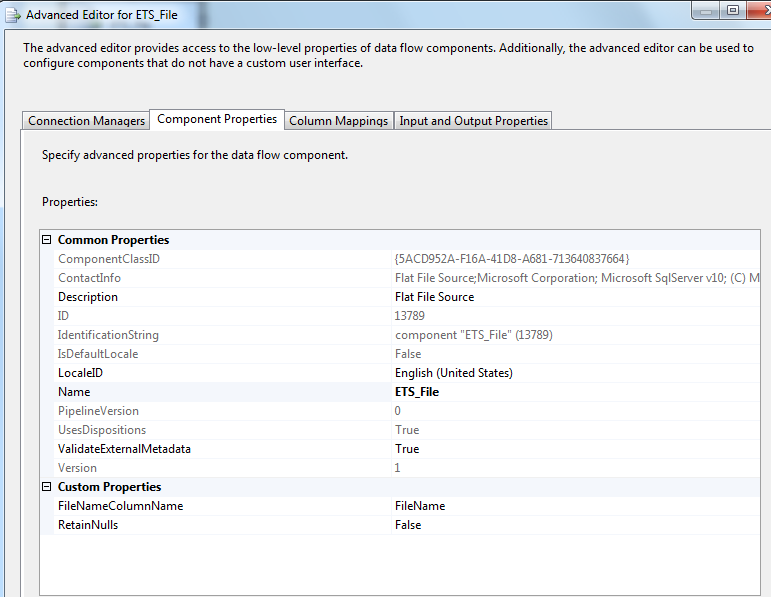 Advanced Editor for ETS_File
The advanced editor provides access to the low-level properties of data flow components. Additionally, the advanced editor can be used to
configure components that do not have a custom user interface.
Connection Managers Component Properties Column Mappings Input and Output Properties
Specify advanced properties for the data flow component.
Properties:
Common Properties
ComponentClassID {5ACD952A-F16A-41D8-A681-713640837664}
ContactInfo Flat File Source;Microsoft Corporation; Microsoft SqlServer v10; (C) M
Description Flat File Source
ID 13789
IdentificationString component "ETS_File" (13789)
IsDefaultLocale False
LocaleID English (United States)
Name ETS_File
PipelineVersion 0
UsesDispositions True
ValidateExternalMetadata True
Version 1
Custom Properties
FileNameColumnName FileName
RetainNulls False